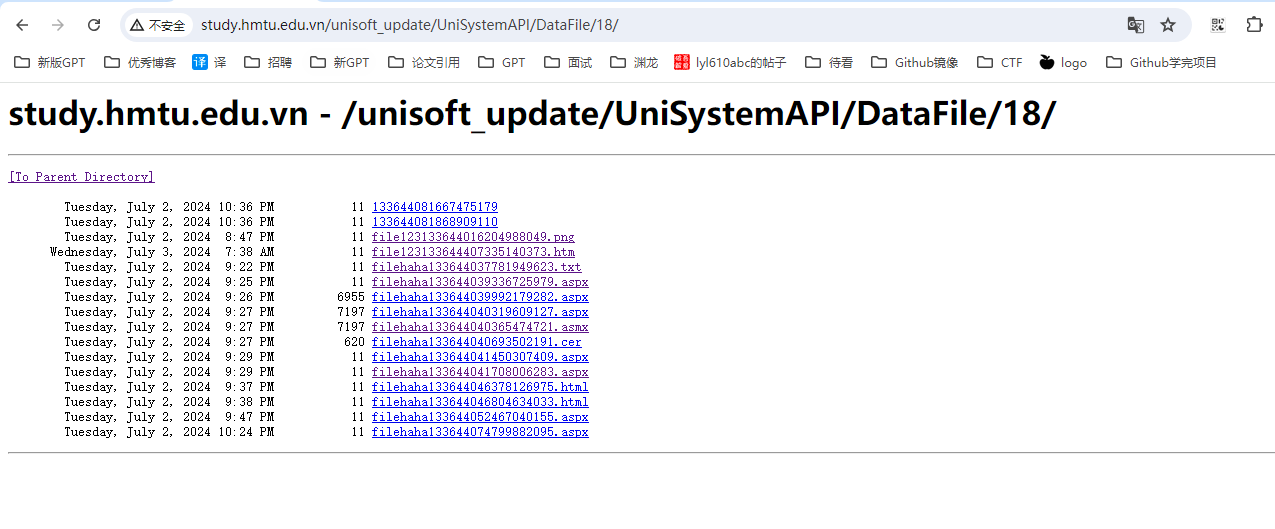 不安全 study.hmtu.edu.vn/unisoft_update/UniSystemAPI/DataFile/18/
新版GPT 优秀博客 译 译 招聘 新GPT 论文引用 GPT 面试 渊龙 lyl610abc的帖子 待看 Github镜像 CTF logo Github学完项目
study.hmtu.edu.vn - /unisoft_update/UniSystemAPI/DataFile/18/
[To Parent Directory]
Tuesday, July 2, 2024 10:36 PM 11 133644081667475179
Tuesday, July 2, 2024 10:36 PM 11 133644081868909110
Tuesday, July 2, 2024 8:47 PM 11 file123133644016204988049.png
Wednesday, July 3, 2024 7:38 AM 11 file123133644407335140373.htm
Tuesday, July 2, 2024 9:22 PM 11 filehaha133644037781949623.txt
Tuesday, July 2, 2024 9:25 PM 11 filehaha133644039336725979.aspx
Tuesday, July 2, 2024 9:26 PM 6955 filehaha133644039992179282.aspx
Tuesday, July 2, 2024 9:27 PM 7197 filehaha133644040319609127.aspx
Tuesday, July 2, 2024 9:27 PM 7197 filehaha133644040365474721.asmx
Tuesday, July 2, 2024 9:27 PM 620 filehaha133644040693502191.cer
Tuesday, July 2, 2024 9:29 PM 11 filehaha133644041450307409.aspx
Tuesday, July 2, 2024 9:29 PM 11 filehaha133644041708006283.aspx
Tuesday, July 2, 2024 9:37 PM 11 filehaha133644046378126975.html
Tuesday, July 2, 2024 9:38 PM 11 filehaha133644046804634033.html
Tuesday, July 2, 2024 9:47 PM 11 filehaha133644052467040155.aspx
Tuesday, July 2, 2024 10:24 PM 11 filehaha133644074799882095.aspx